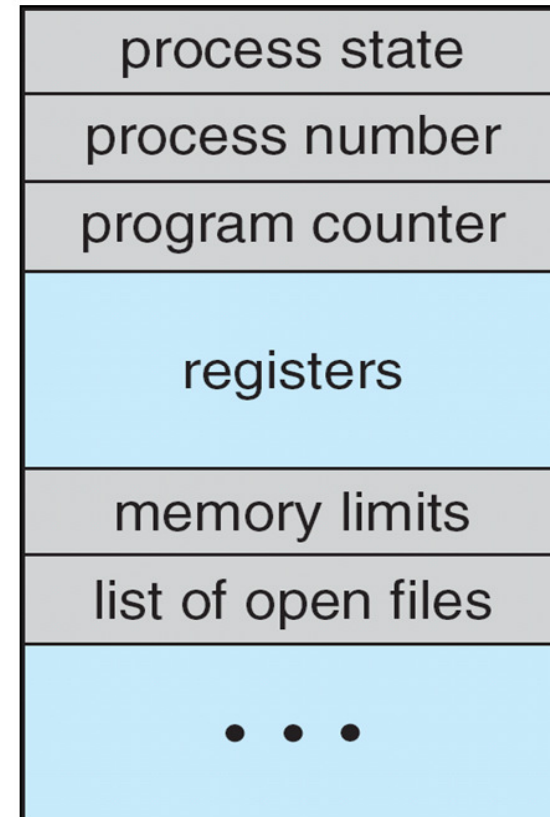 process state
process number
program counter
registers
memory limits
list of open files
• • •